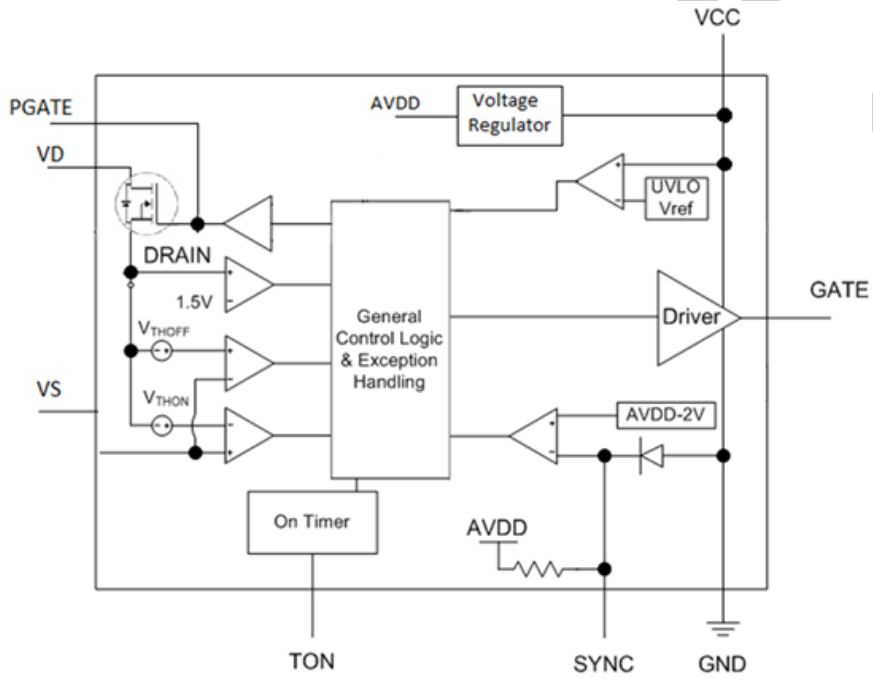 VCC
PGATE
AVDD
Voltage
Regulator
VD
+
-
UVLO
Vref
DRAIN
+
1.5V
-
General
Control Logic
& Exception
Handling
Driver
GATE
VTHOFF
- +
+
-
VS
VTHON
- +
-
+
AVDD-2V
+
-
On Timer
AVDD
TON
SYNC
GND